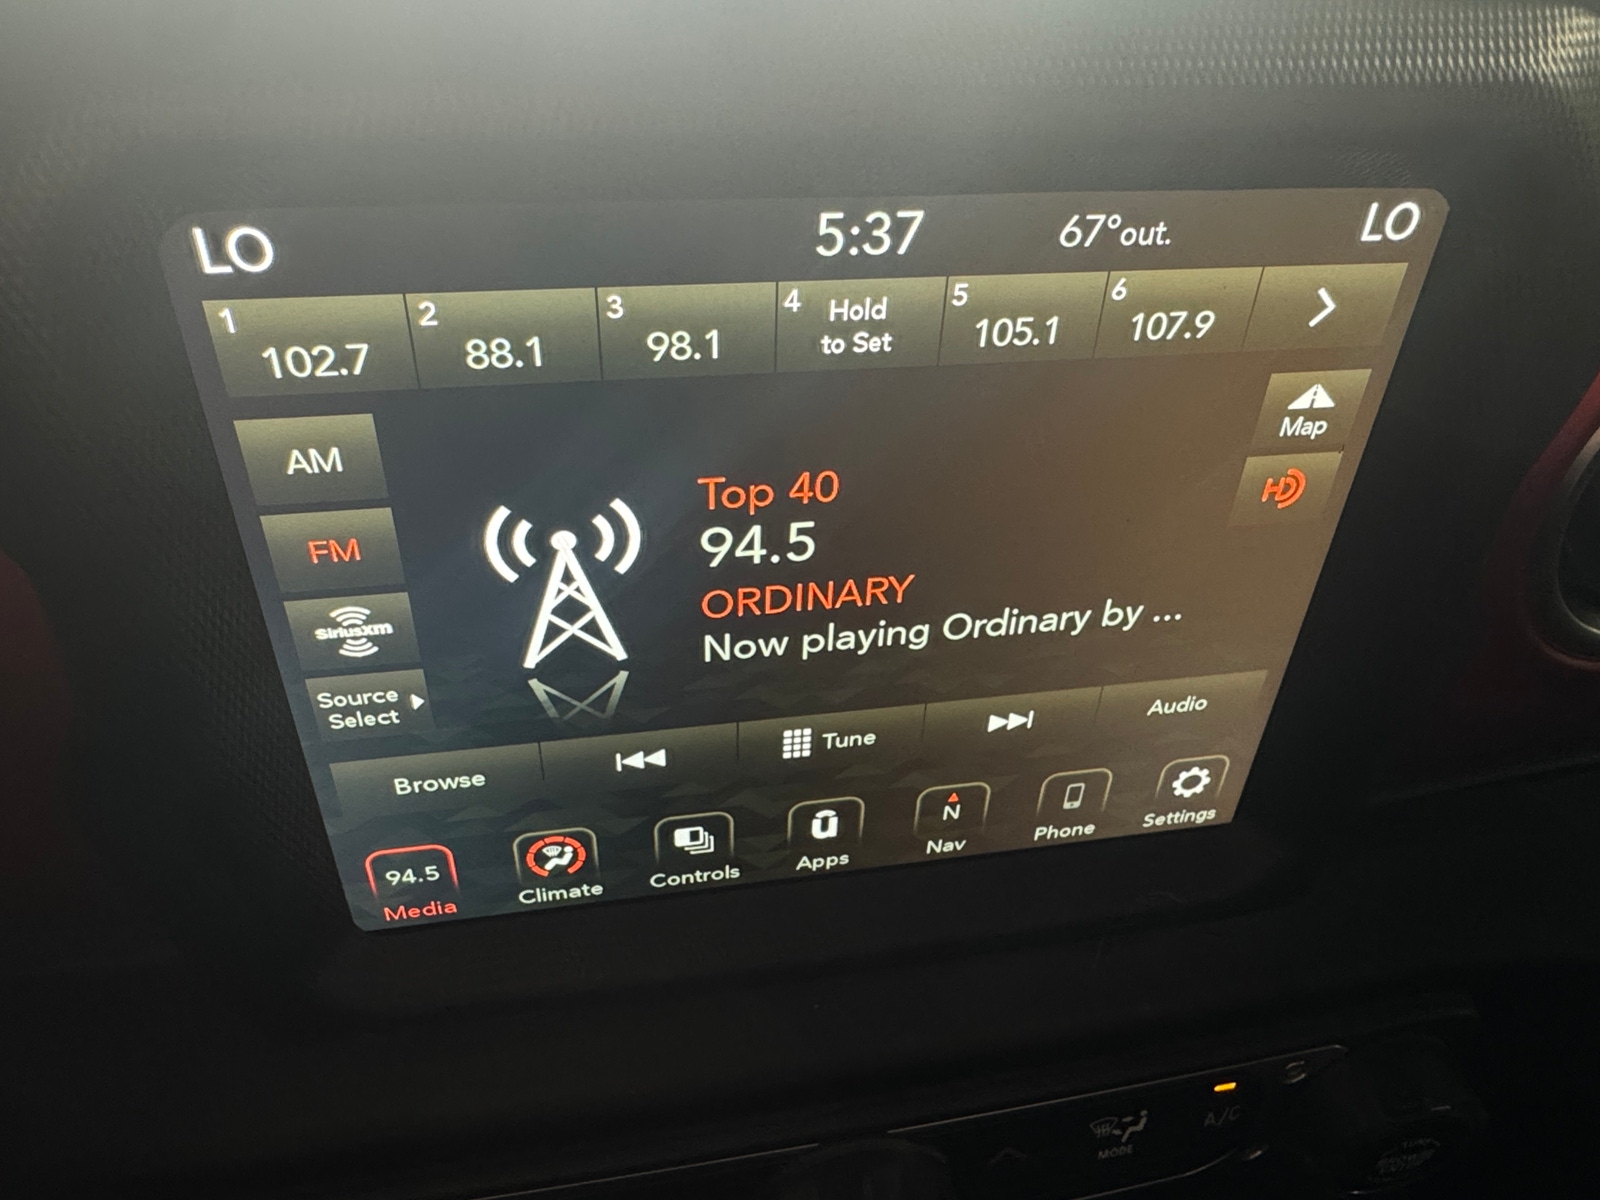 LO 5:37 67°out. LO
1 102.7 2 88.1 3 98.1 4 Hold to Set 5 105.1 6 107.9
AM
Map
FM
HD
Top 40
94.5
ORDINARY
Now playing Ordinary by ...
SiriusXM
Source
Select
Browse Tune Audio
94.5 N
Media Climate Controls Apps Nav Phone Settings
A/C
MODE